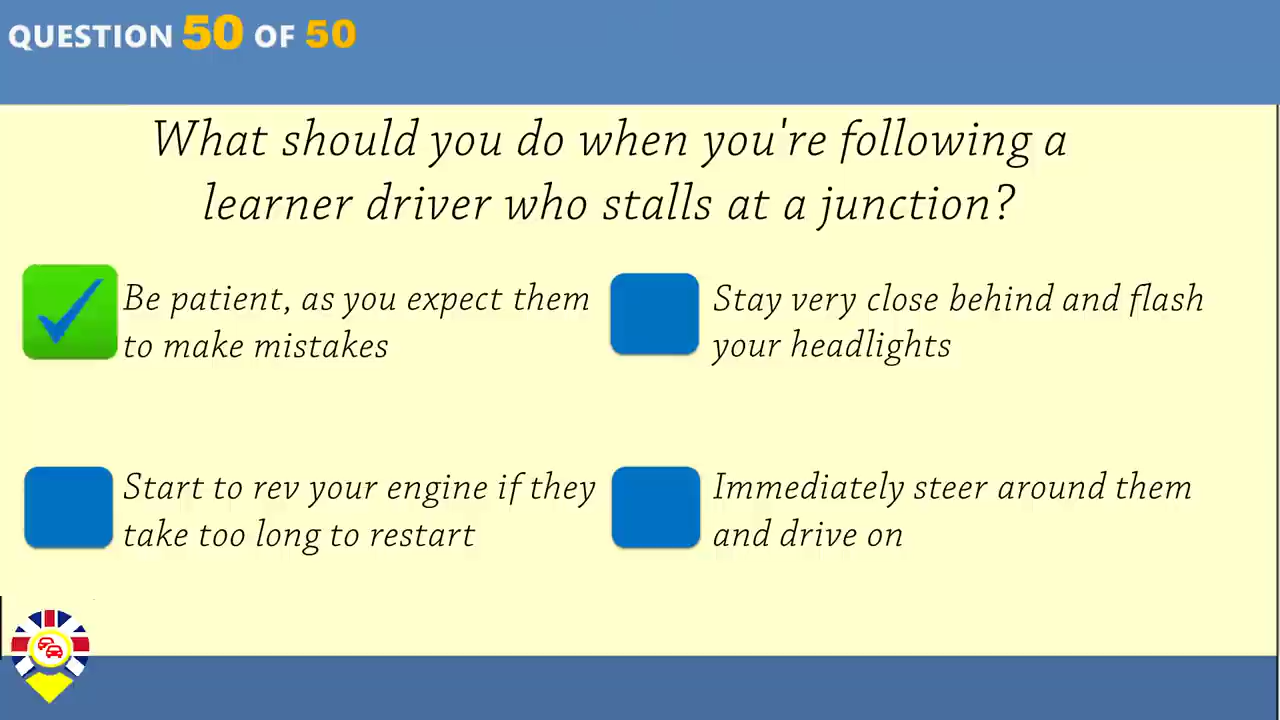 QUESTION 50 OF 50
What should you do when you're following a
learner driver who stalls at a junction?
Be patient, as you expect them
to make mistakes
Stay very close behind and flash
your headlights
Start to rev your engine if they
take too long to restart
Immediately steer around them
and drive on